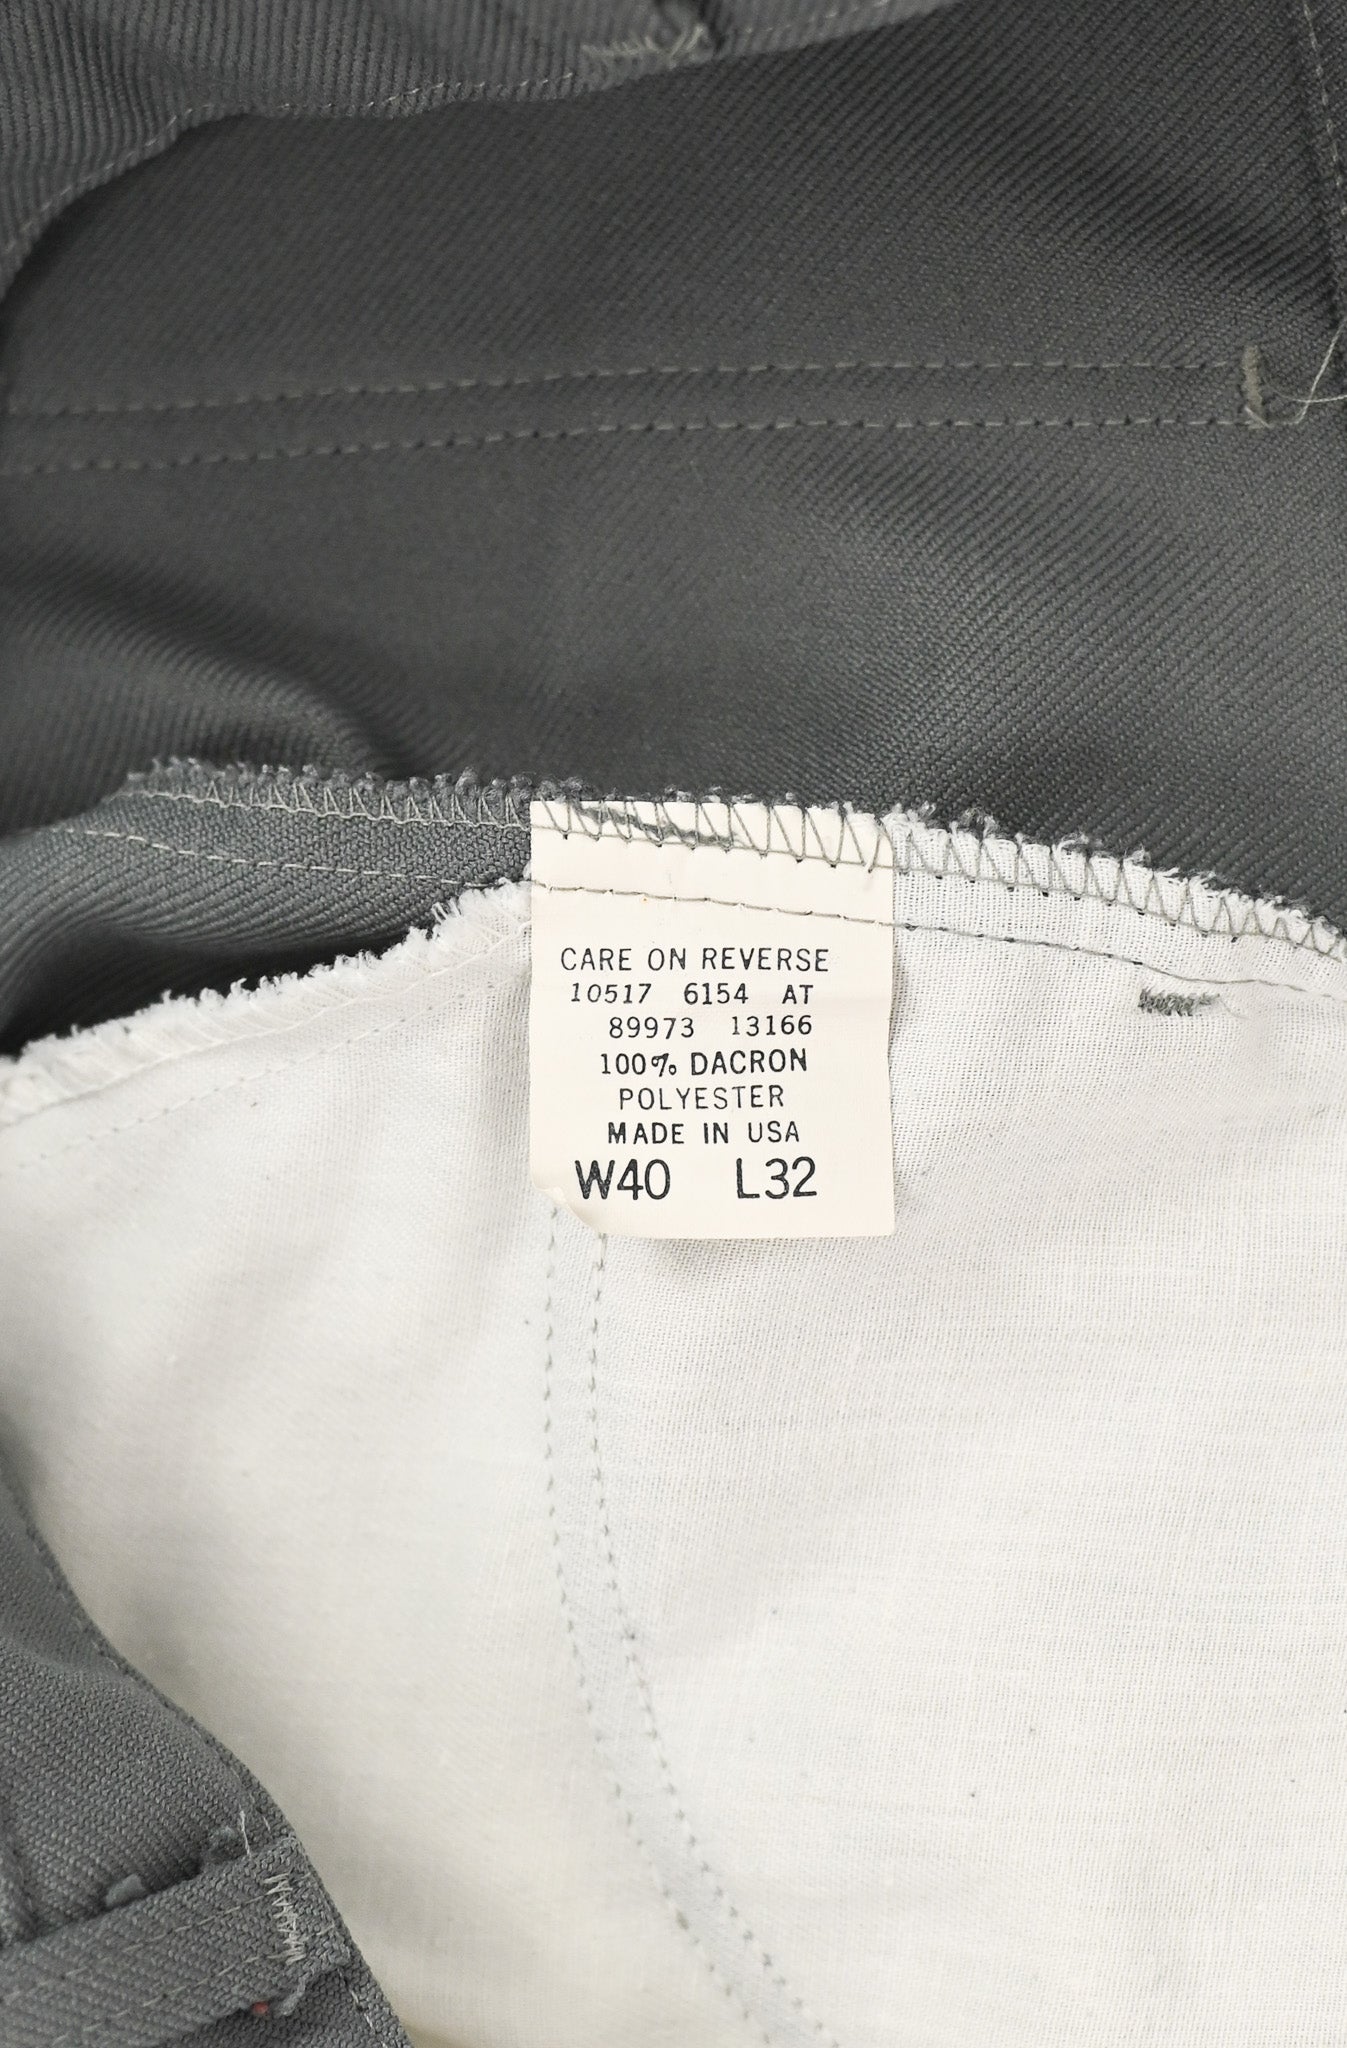 CARE ON REVERSE
10517 6154 AT
89973 13166
100% DACRON
POLYESTER
MADE IN USA
W40 L32